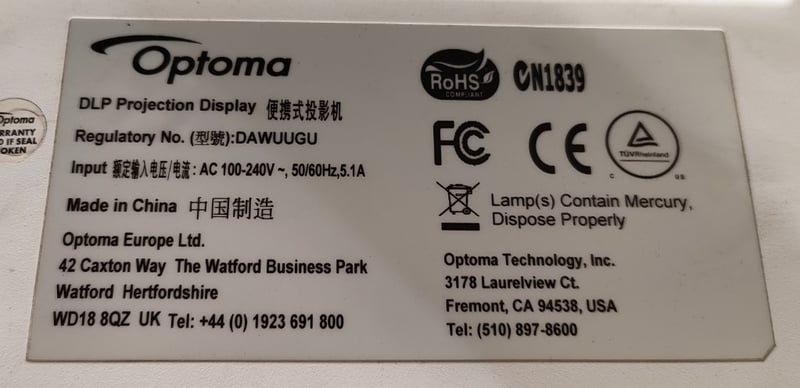 Optoma
DLP Projection Display 便携式投影机
Regulatory No. (型號):DAWUUGU
Input 额定输入电压/电流 : AC 100-240V ~, 50/60Hz,5.1A
Made in China 中国制造
Optoma Europe Ltd.
42 Caxton Way The Watford Business Park
Watford Hertfordshire
WD18 8QZ UK Tel: +44 (0) 1923 691 800
RoHS
COMPLIANT
N1839
FC
CE
TÜVRheinland
C US
Lamp(s) Contain Mercury,
Dispose Properly
Optoma Technology, Inc.
3178 Laurelview Ct.
Fremont, CA 94538, USA
Tel: (510) 897-8600
Optoma
IF SEAL